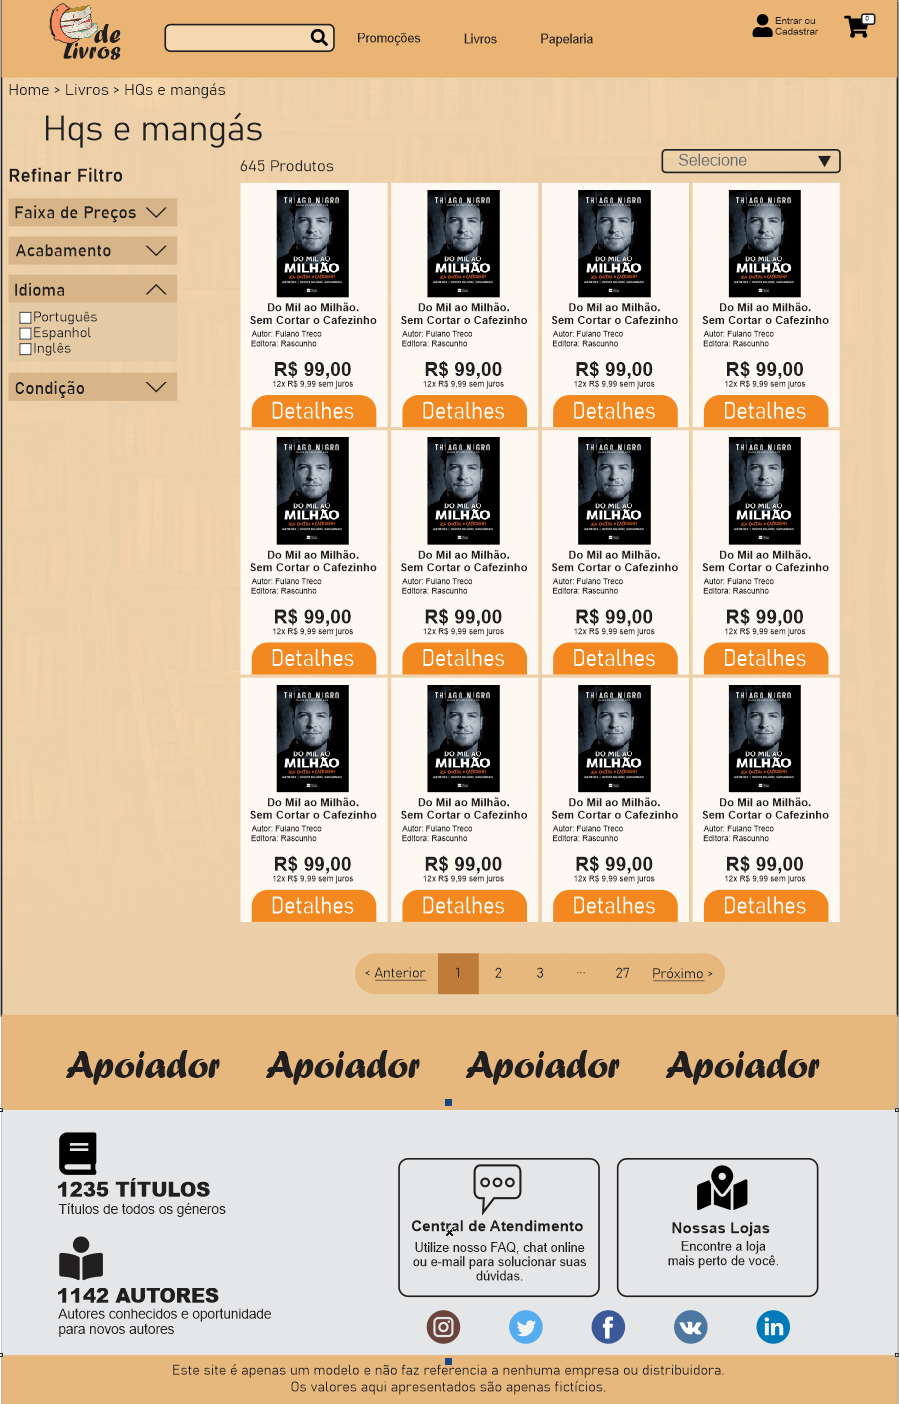 de
Livros
Promoções
Livros
Papelaria
Entrar ou
Cadastrar
0
Home > Livros > HQs e mangás
Hqs e mangás
Refinar Filtro
645 Produtos
Selecione
Faixa de Preços
Acabamento
Idioma
Português
Espanhol
Inglês
Condição
THIAGO NIGRO THIAGO NIGRO THIAGO NIGRO THIAGO NIGRO
DO MIL AO DO MIL AO DO MIL AO DO MIL AO
MILHÃO MILHÃO MILHÃO MILHÃO
Do Mil ao Milhão. Do Mil ao Milhão. Do Mil ao Milhão. Do Mil ao Milhão.
Sem Cortar o Cafezinho Sem Cortar o Cafezinho Sem Cortar o Cafezinho Sem Cortar o Cafezinho
Autor: Fulano Treco Autor: Fulano Treco Autor: Fulano Treco Autor: Fulano Treco
Editora: Rascunho Editora: Rascunho Editora: Rascunho Editora: Rascunho
R$ 99,00 R$ 99,00 R$ 99,00 R$ 99,00
12x R$ 9,99 sem juros 12x R$ 9,99 sem juros 12x R$ 9,99 sem juros 12x R$ 9,99 sem juros
Detalhes Detalhes Detalhes Detalhes
THIAGO NIGRO THIAGO NIGRO THIAGO NIGRO THIAGO NIGRO
DO MIL AO DO MIL AO DO MIL AO DO MIL AO
MILHÃO MILHÃO MILHÃO MILHÃO
Do Mil ao Milhão. Do Mil ao Milhão. Do Mil ao Milhão. Do Mil ao Milhão.
Sem Cortar o Cafezinho Sem Cortar o Cafezinho Sem Cortar o Cafezinho Sem Cortar o Cafezinho
Autor: Fulano Treco Autor: Fulano Treco Autor: Fulano Treco Autor: Fulano Treco
Editora: Rascunho Editora: Rascunho Editora: Rascunho Editora: Rascunho
R$ 99,00 R$ 99,00 R$ 99,00 R$ 99,00
12x R$ 9,99 sem juros 12x R$ 9,99 sem juros 12x R$ 9,99 sem juros 12x R$ 9,99 sem juros
Detalhes Detalhes Detalhes Detalhes
THIAGO NIGRO THIAGO NIGRO THIAGO NIGRO THIAGO NIGRO
DO MIL AO DO MIL AO DO MIL AO DO MIL AO
MILHÃO MILHÃO MILHÃO MILHÃO
Do Mil ao Milhão. Do Mil ao Milhão. Do Mil ao Milhão. Do Mil ao Milhão.
Sem Cortar o Cafezinho Sem Cortar o Cafezinho Sem Cortar o Cafezinho Sem Cortar o Cafezinho
Autor: Fulano Treco Autor: Fulano Treco Autor: Fulano Treco Autor: Fulano Treco
Editora: Rascunho Editora: Rascunho Editora: Rascunho Editora: Rascunho
R$ 99,00 R$ 99,00 R$ 99,00 R$ 99,00
12x R$ 9,99 sem juros 12x R$ 9,99 sem juros 12x R$ 9,99 sem juros 12x R$ 9,99 sem juros
Detalhes Detalhes Detalhes Detalhes
< Anterior 1 2 3 ... 27 Próximo >
Apoiador Apoiador Apoiador Apoiador
1235 TÍTULOS
Títulos de todos os géneros
1142 AUTORES
Autores conhecidos e oportunidade
para novos autores
Central de Atendimento
Utilize nosso FAQ, chat online
ou e-mail para solucionar suas
dúvidas.
Nossas Lojas
Encontre a loja
mais perto de você.
Este site é apenas um modelo e não faz referencia a nenhuma empresa ou distribuidora.
Os valores aqui apresentados são apenas fictícios.